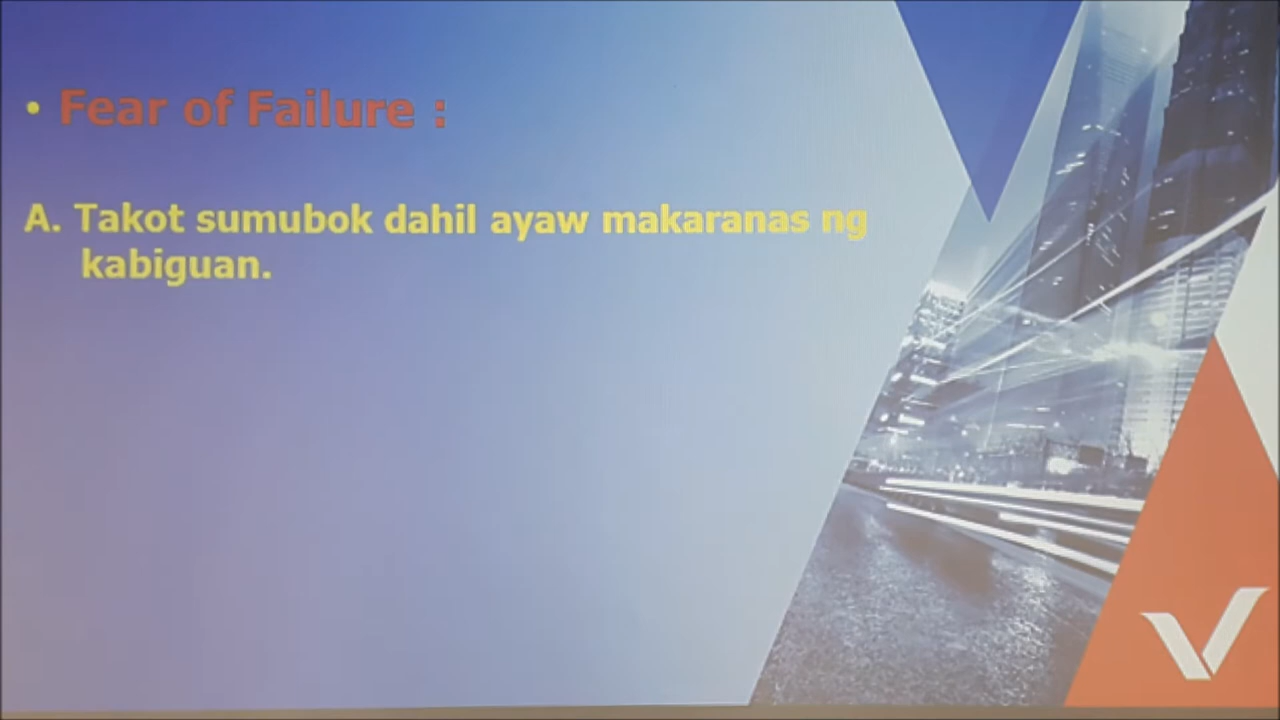 • Fear of Failure :
A. Takot sumubok dahil ayaw makaranas ng
kabiguan.